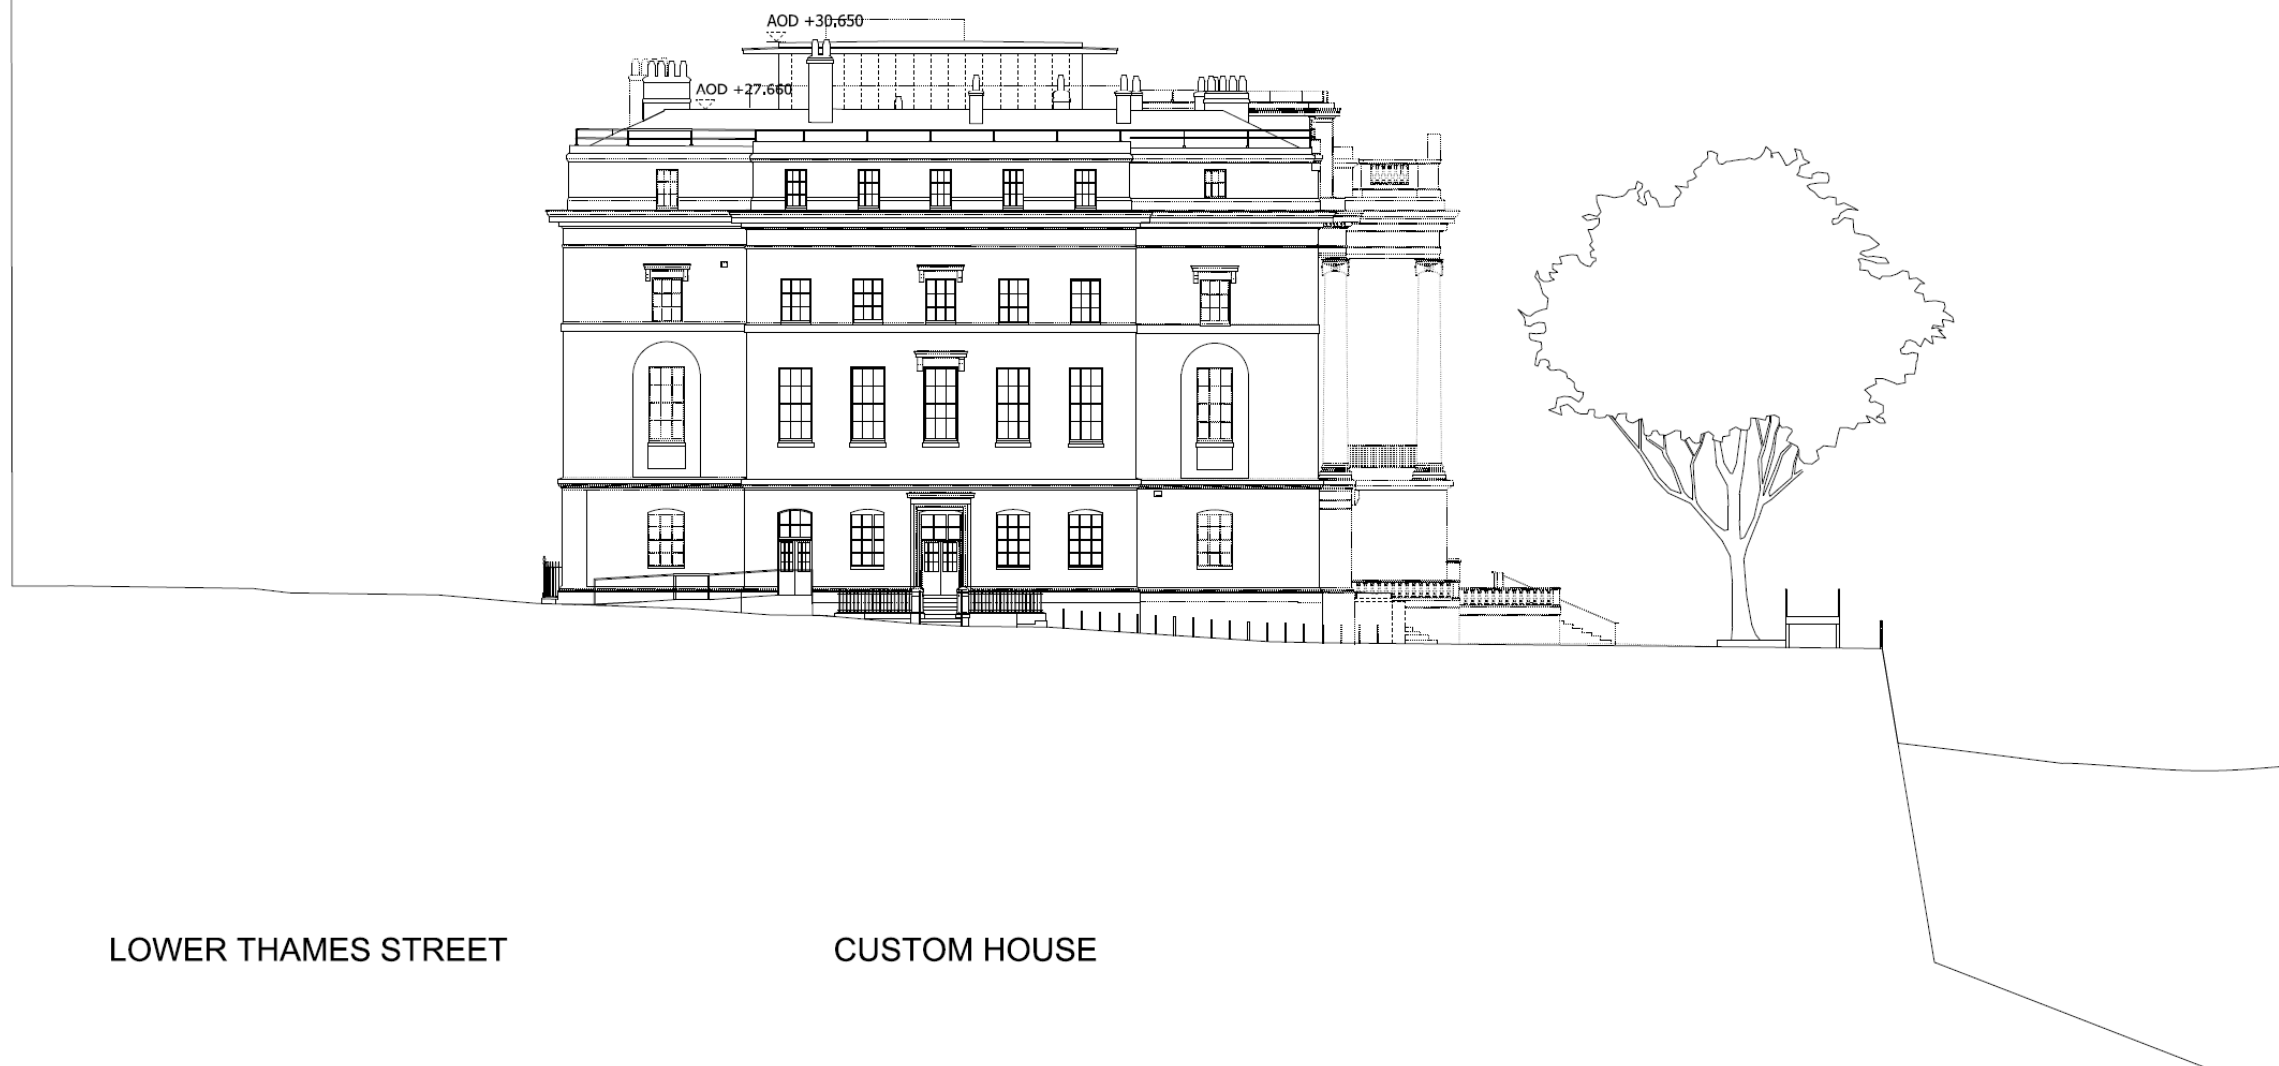 AOD +30,650
AOD +27,660
LOWER THAMES STREET
CUSTOM HOUSE